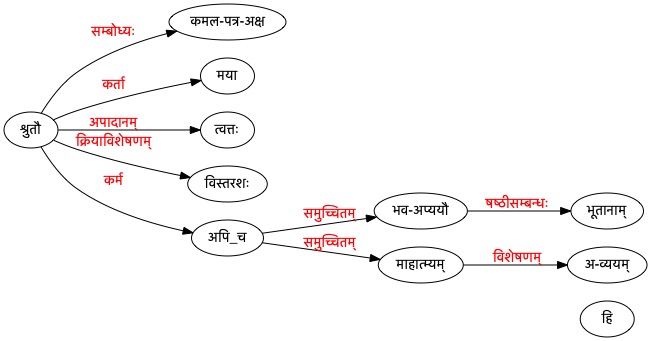 सम्बोध्यः
कमल-पत्र-अक्ष
कर्ता
मया
श्रुतौ
अपादानम्
त्वत्तः
क्रियाविशेषणम्
विस्तरशः
कर्म
अपि_च
समुच्चितम्
भव-अप्ययौ
षष्ठीसम्बन्धः
भूतानाम्
समुच्चितम्
माहात्म्यम्
विशेषणम्
अ-व्ययम्
हि